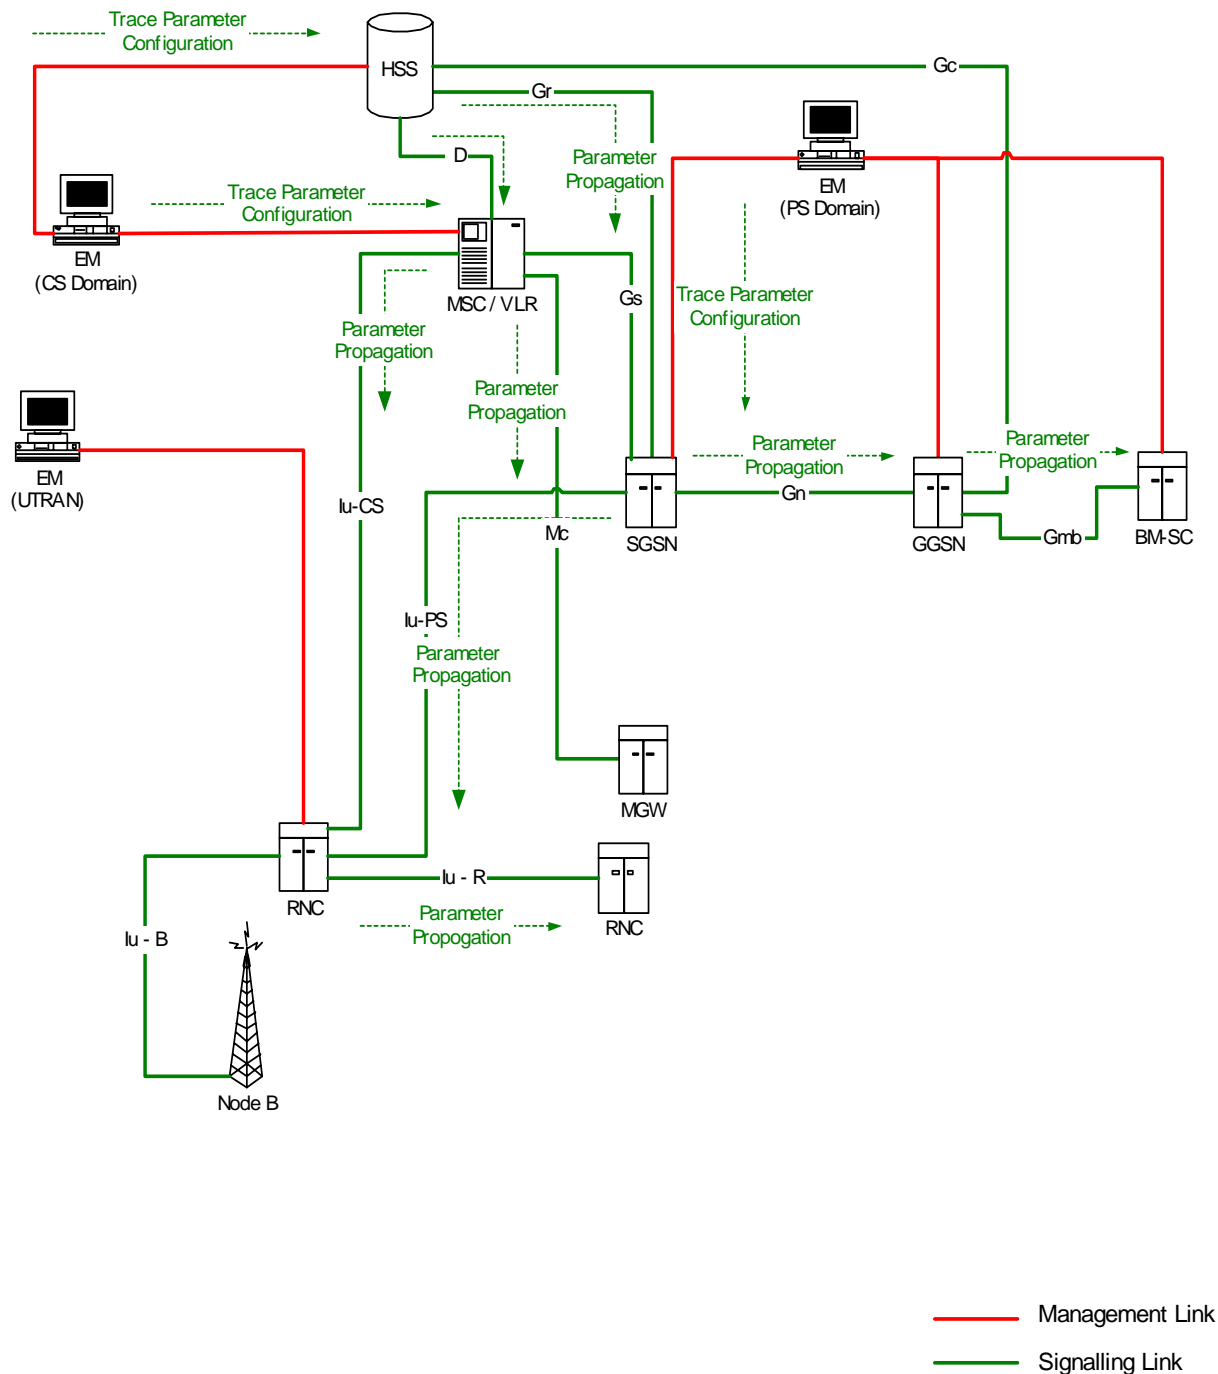 Trace Parameter
Configuration
HSS
Gc
Gr
D
Parameter
Propagation
EM
(PS Domain)
Trace Parameter
Configuration
EM
(CS Domain)
MSC / VLR
Gs
Trace Parameter
Configuration
Parameter
Propagation
Parameter
Propagation
Parameter
Propagation
Parameter
Propagation
EM
(UTRAN)
Iu-CS
Gn
Mc
SGSN
GGSN
Gmb
BM-SC
Iu-PS
Parameter
Propagation
MGW
Iu - R
RNC
Parameter
Propogation
RNC
Iu - B
Node B
Management Link
Signalling Link